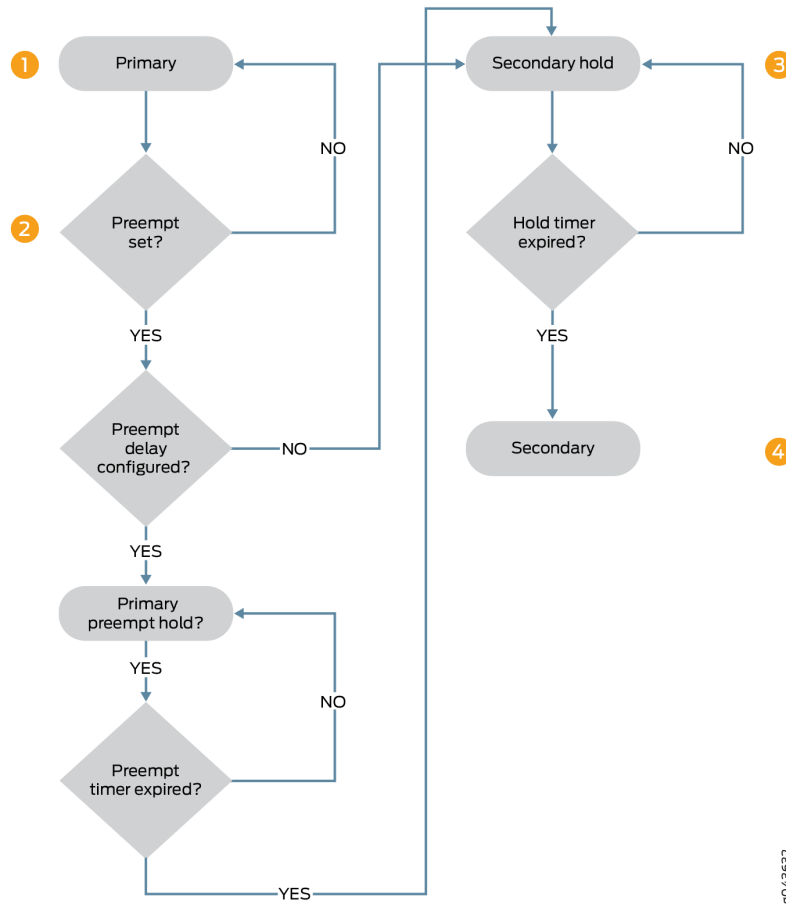 1
Primary
NO
2
Preempt
set?
YES
Preempt
delay
configured?
NO
YES
Primary
preempt hold?
YES
NO
Preempt
timer expired?
YES
Secondary hold
3
NO
Hold timer
expired?
YES
Secondary
4